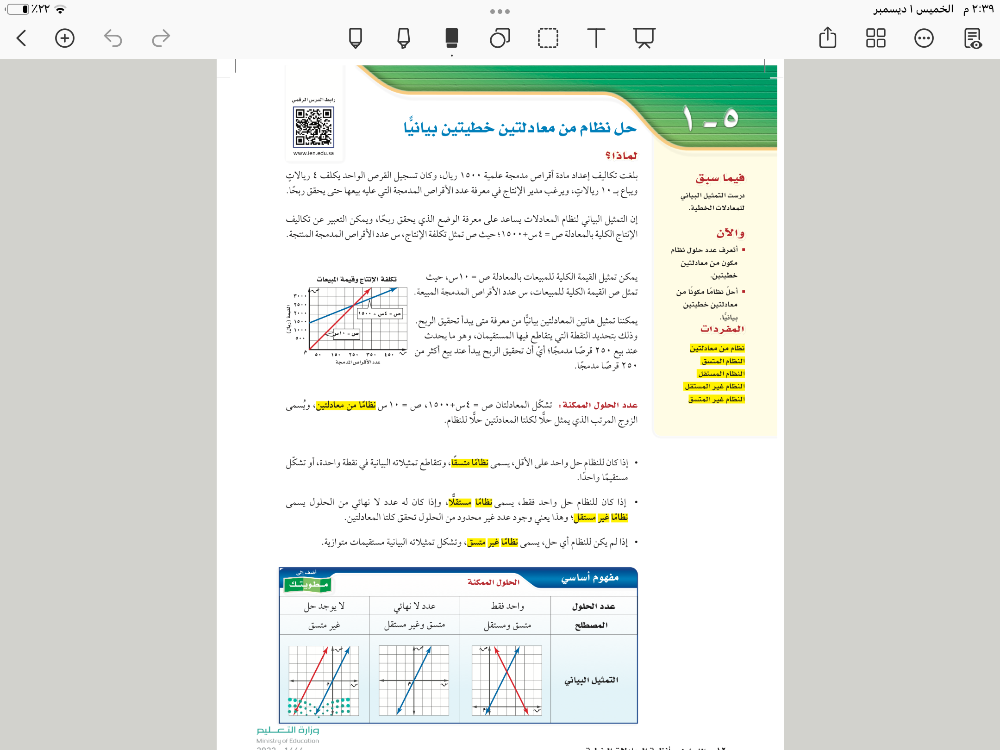 ٢:٣٩ م الخميس ١ ديسمبر
٪٢٢
٥-١
حل نظام من معادلتين خطيتين بيانيًّا
رابط الدرس الرقمي
www.ien.edu.sa
فيما سبق
درست التمثيل البياني
للمعادلات الخطية.
والآن
▪ أتعرف عدد حلول نظام
مكون من معادلتين
خطيتين.
▪ أحلّ نظامًا مكونًا من
معادلتين خطيتين
بيانيًّا.
المفردات
نظام من معادلتين
النظام المتسق
النظام المستقل
النظام غير المستقل
النظام غير المتسق
لماذا؟
بلغت تكاليف إعداد مادة أقراص مدمجة علمية ١٥٠٠ ريال، وكان تسجيل القرص الواحد يكلف ٤ ريالاتٍ
ويباع بـ ١٠ ريالاتٍ، ويرغب مدير الإنتاج في معرفة عدد الأقراص المدمجة التي عليه بيعها حتى يحقق ربحًا.
إن التمثيل البياني لنظام المعادلات يساعد على معرفة الوضع الذي يحقق ربحًا، ويمكن التعبير عن تكاليف
الإنتاج الكلية بالمعادلة ص = ٤س+١٥٠٠؛ حيث ص تمثل تكلفة الإنتاج، س عدد الأقراص المدمجة المنتجة.
يمكن تمثيل القيمة الكلية للمبيعات بالمعادلة ص = ١٠س، حيث
تمثل ص القيمة الكلية للمبيعات، س عدد الأقراص المدمجة المبيعة.
يمكننا تمثيل هاتين المعادلتين بيانيًّا من معرفة متى يبدأ تحقيق الربح.
وذلك بتحديد النقطة التي يتقاطع فيها المستقيمان، وهو ما يحدث
عند بيع ٢٥٠ قرصًا مدمجًا؛ أيْ أن تحقيق الربح يبدأ عند بيع أكثر من
٢٥٠ قرصًا مدمجًا.
تكلفة الإنتاج وقيمة المبيعات
ص
٣٠٠٠
٢٥٠٠
٢٠٠٠
١٥٠٠
١٠٠٠
٥٠٠
القيمة (ريال)
ص = ٤س + ١٥٠٠
ص = ١٠س
م ٥٠ ١٥٠ ٢٥٠ ٣٥٠ ٤٥٠ س
عدد الأقراص المدمجة
عدد الحلول الممكنة: تشكّل المعادلتان ص = ٤س+١٥٠٠، ص = ١٠ س نظامًا من معادلتين، ويُسمى
الزوج المرتب الذي يمثل حلًّا لكلتا المعادلتين حلًّا للنظام.
• إذا كان للنظام حل واحد على الأقل، يسمى نظامًا متسقًا، وتتقاطع تمثيلاته البيانية في نقطة واحدة، أو تشكّل
مستقيمًا واحدًا.
• إذا كان للنظام حل واحد فقط، يسمى نظامًا مستقلًّا، وإذا كان له عدد لا نهائي من الحلول يسمى
نظامًا غير مستقل؛ وهذا يعني وجود عدد غير محدود من الحلول تحقق كلتا المعادلتين.
• إذا لم يكن للنظام أي حل، يسمى نظامًا غير متسق، وتشكل تمثيلاته البيانية مستقيمات متوازية.
مفهوم أساسي
الحلول الممكنة
أضف إلى
مطويتك
عدد الحلول واحد فقط عدد لا نهائي لا يوجد حل
المصطلح متسق ومستقل متسق وغير مستقل غير متسق
التمثيل البياني
ص س م
ص س م
ص س م
وزارة التعليم
Ministry of Education